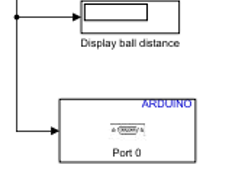 Display ball distance
ARDUINO
Port 0